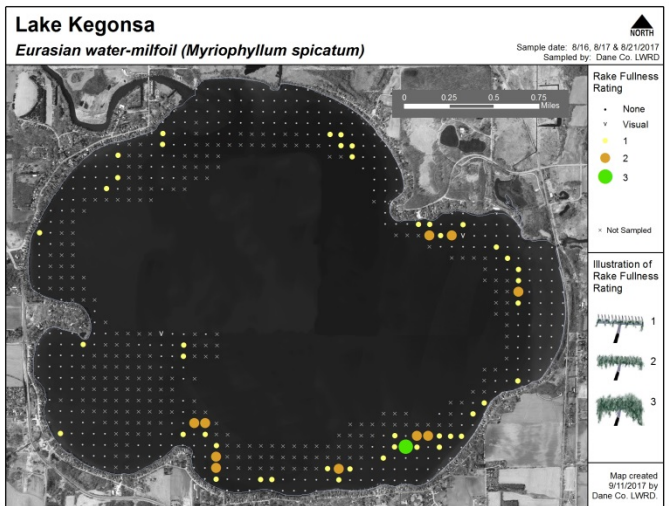 Lake Kegonsa
Eurasian water-milfoil (Myriophyllum spicatum)
NORTH
Sample date: 8/16, 8/17 & 8/21/2017
Sampled by: Dane Co. LWRD
0 0.25 0.5 0.75
Miles
Rake Fullness
Rating
None
v Visual
1
2
3
× Not Sampled
Illustration of
Rake Fullness
Rating
1
2
3
v
v
Map created
9/11/2017 by
Dane Co. LWRD.